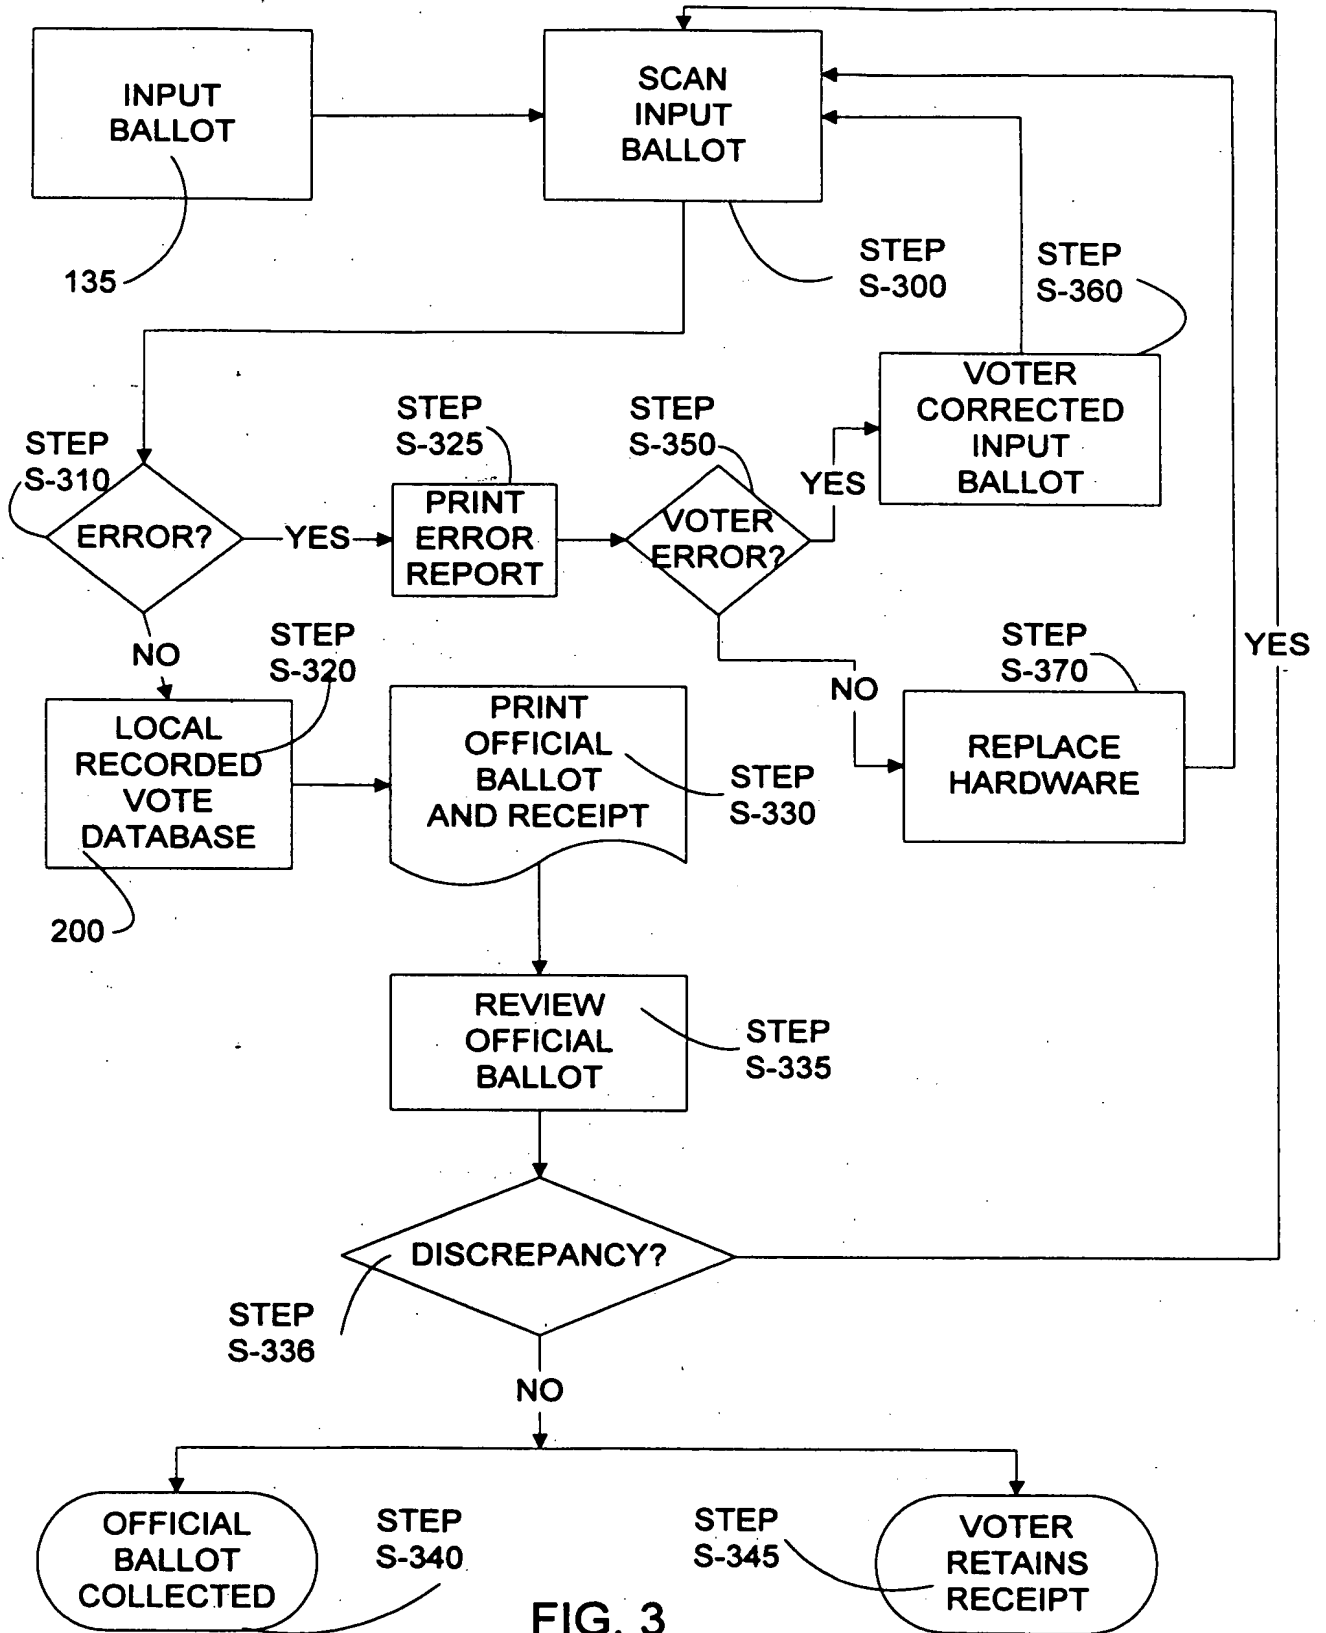 INPUT
BALLOT
135
SCAN
INPUT
BALLOT
STEP
S-300
STEP
S-360
VOTER
CORRECTED
INPUT
BALLOT
STEP
S-310
ERROR?
YES
STEP
S-325
PRINT
ERROR
REPORT
STEP
S-350
VOTER
ERROR?
YES
NO
STEP
S-320
LOCAL
RECORDED
VOTE
DATABASE
200
PRINT
OFFICIAL
BALLOT
AND RECEIPT
STEP
S-330
NO
STEP
S-370
REPLACE
HARDWARE
YES
REVIEW
OFFICIAL
BALLOT
STEP
S-335
DISCREPANCY?
STEP
S-336
NO
OFFICIAL
BALLOT
COLLECTED
STEP
S-340
STEP
S-345
VOTER
RETAINS
RECEIPT
FIG. 3